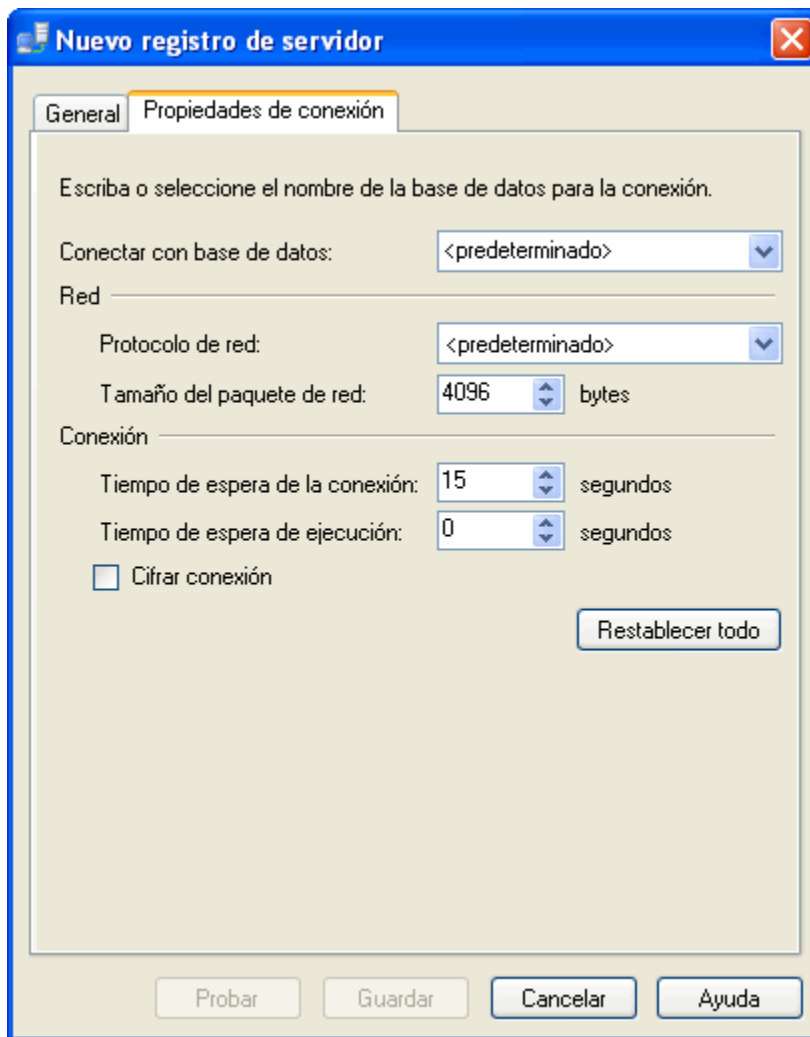 Nuevo registro de servidor
General Propiedades de conexión
Escriba o seleccione el nombre de la base de datos para la conexión.
Conectar con base de datos: <predeterminado>
Red
Protocolo de red: <predeterminado>
Tamaño del paquete de red: 4096 bytes
Conexión
Tiempo de espera de la conexión: 15 segundos
Tiempo de espera de ejecución: 0 segundos
Cifrar conexión
Restablecer todo
Probar Guardar Cancelar Ayuda